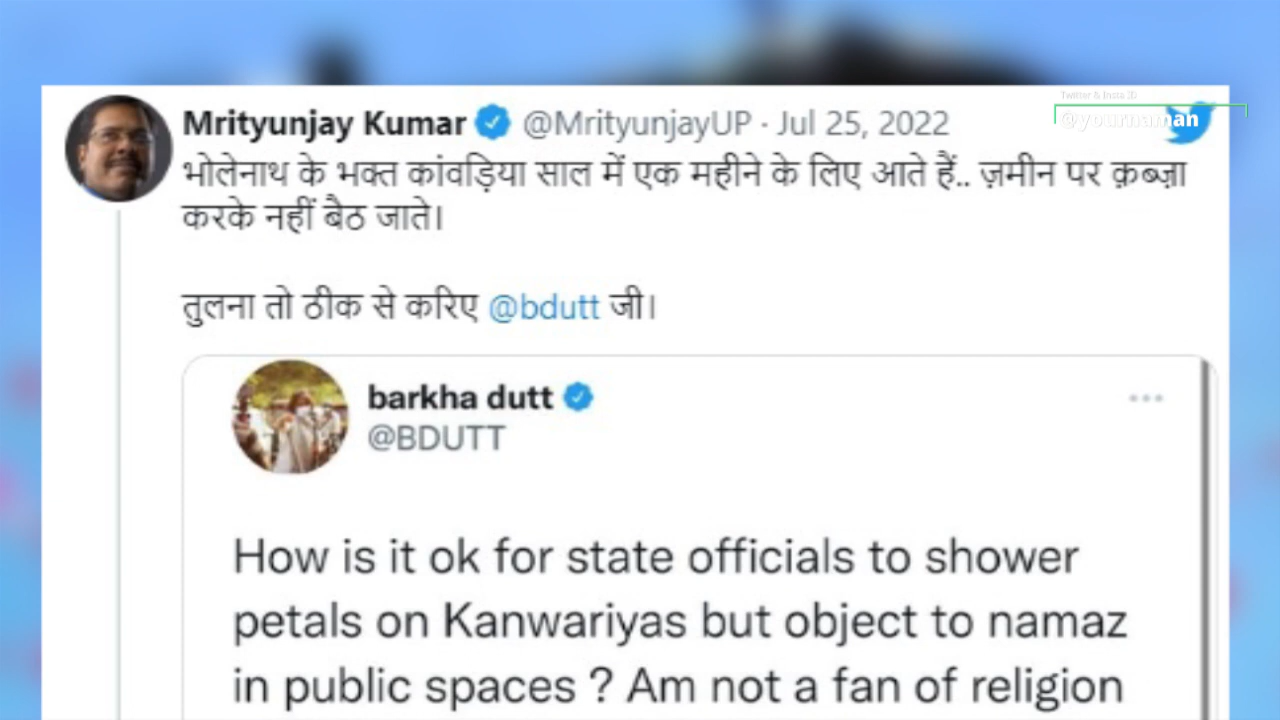 Twitter & Insta ID
@yournaman
Mrityunjay Kumar @MrityunjayUP · Jul 25, 2022
भोलेनाथ के भक्त कांवड़िया साल में एक महीने के लिए आते हैं.. ज़मीन पर क़ब्ज़ा
करके नहीं बैठ जाते।
तुलना तो ठीक से करिए @bdutt जी।
barkha dutt
@BDUTT
How is it ok for state officials to shower
petals on Kanwariyas but object to namaz
in public spaces ? Am not a fan of religion